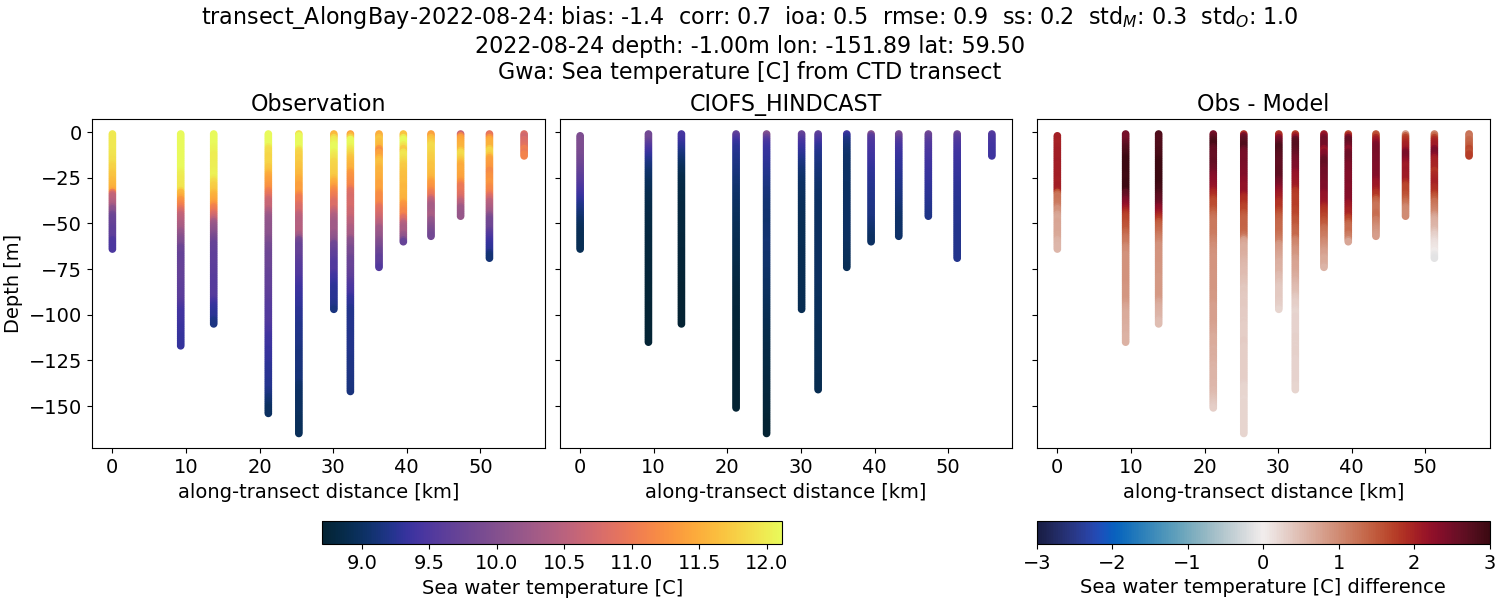 transect_AlongBay-2022-08-24: bias: -1.4 corr: 0.7 ioa: 0.5 rmse: 0.9 ss: 0.2 std_M: 0.3 std_O: 1.0
2022-08-24 depth: -1.00m lon: -151.89 lat: 59.50
Gwa: Sea temperature [C] from CTD transect
Observation
CIOFS_HINDCAST
Obs - Model
Depth [m]
0
−25
−50
−75
−100
−125
−150
0 10 20 30 40 50
0 10 20 30 40 50
0 10 20 30 40 50
along-transect distance [km]
along-transect distance [km]
along-transect distance [km]
9.0 9.5 10.0 10.5 11.0 11.5 12.0
Sea water temperature [C]
−3 −2 −1 0 1 2 3
Sea water temperature [C] difference